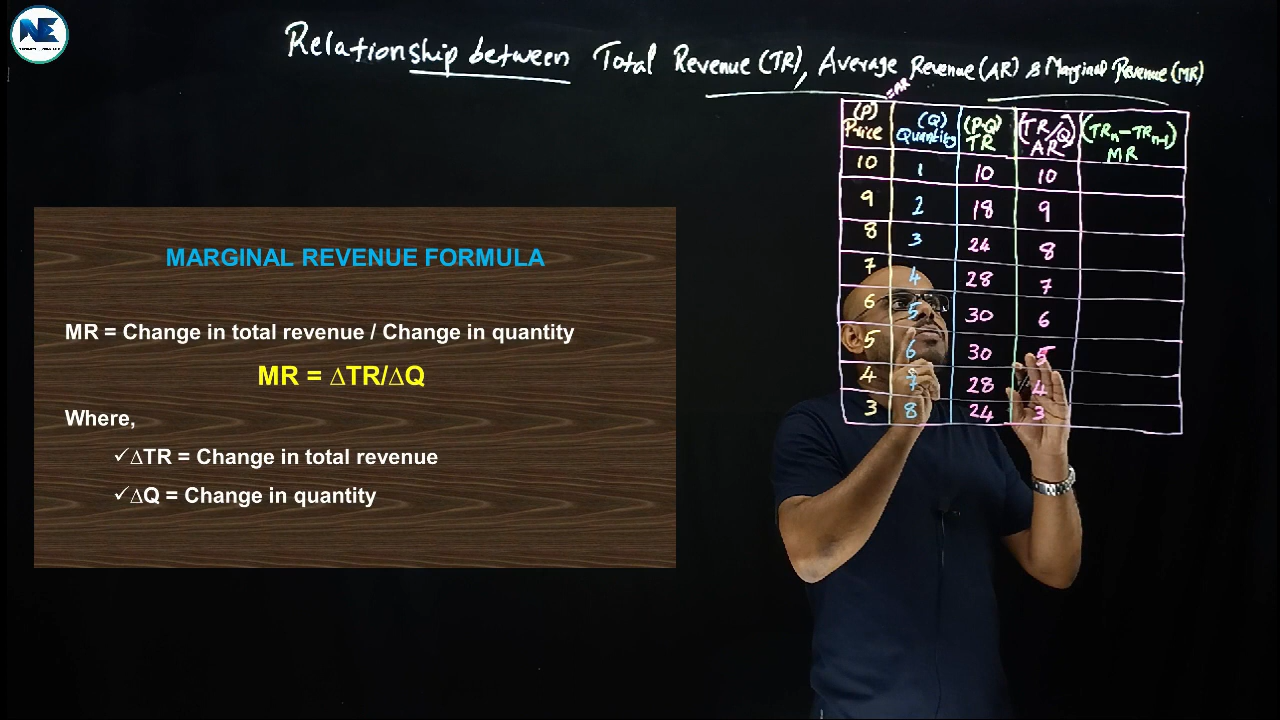 NE
Relationship between Total Revenue (TR), Average Revenue (AR) & Marginal Revenue (MR)
=AR
(P) Price (Q) Quantity (P·Q) TR (TR/Q) AR (TRn-TRn-1) MR
10 1 10 10
9 2 18 9
8 3 24 8
7 4 28 7
6 5 30 6
5 6 30 5
4 7 28 4
3 8 24 3
MARGINAL REVENUE FORMULA
MR = Change in total revenue / Change in quantity
MR = ∆TR/∆Q
Where,
✓∆TR = Change in total revenue
✓∆Q = Change in quantity